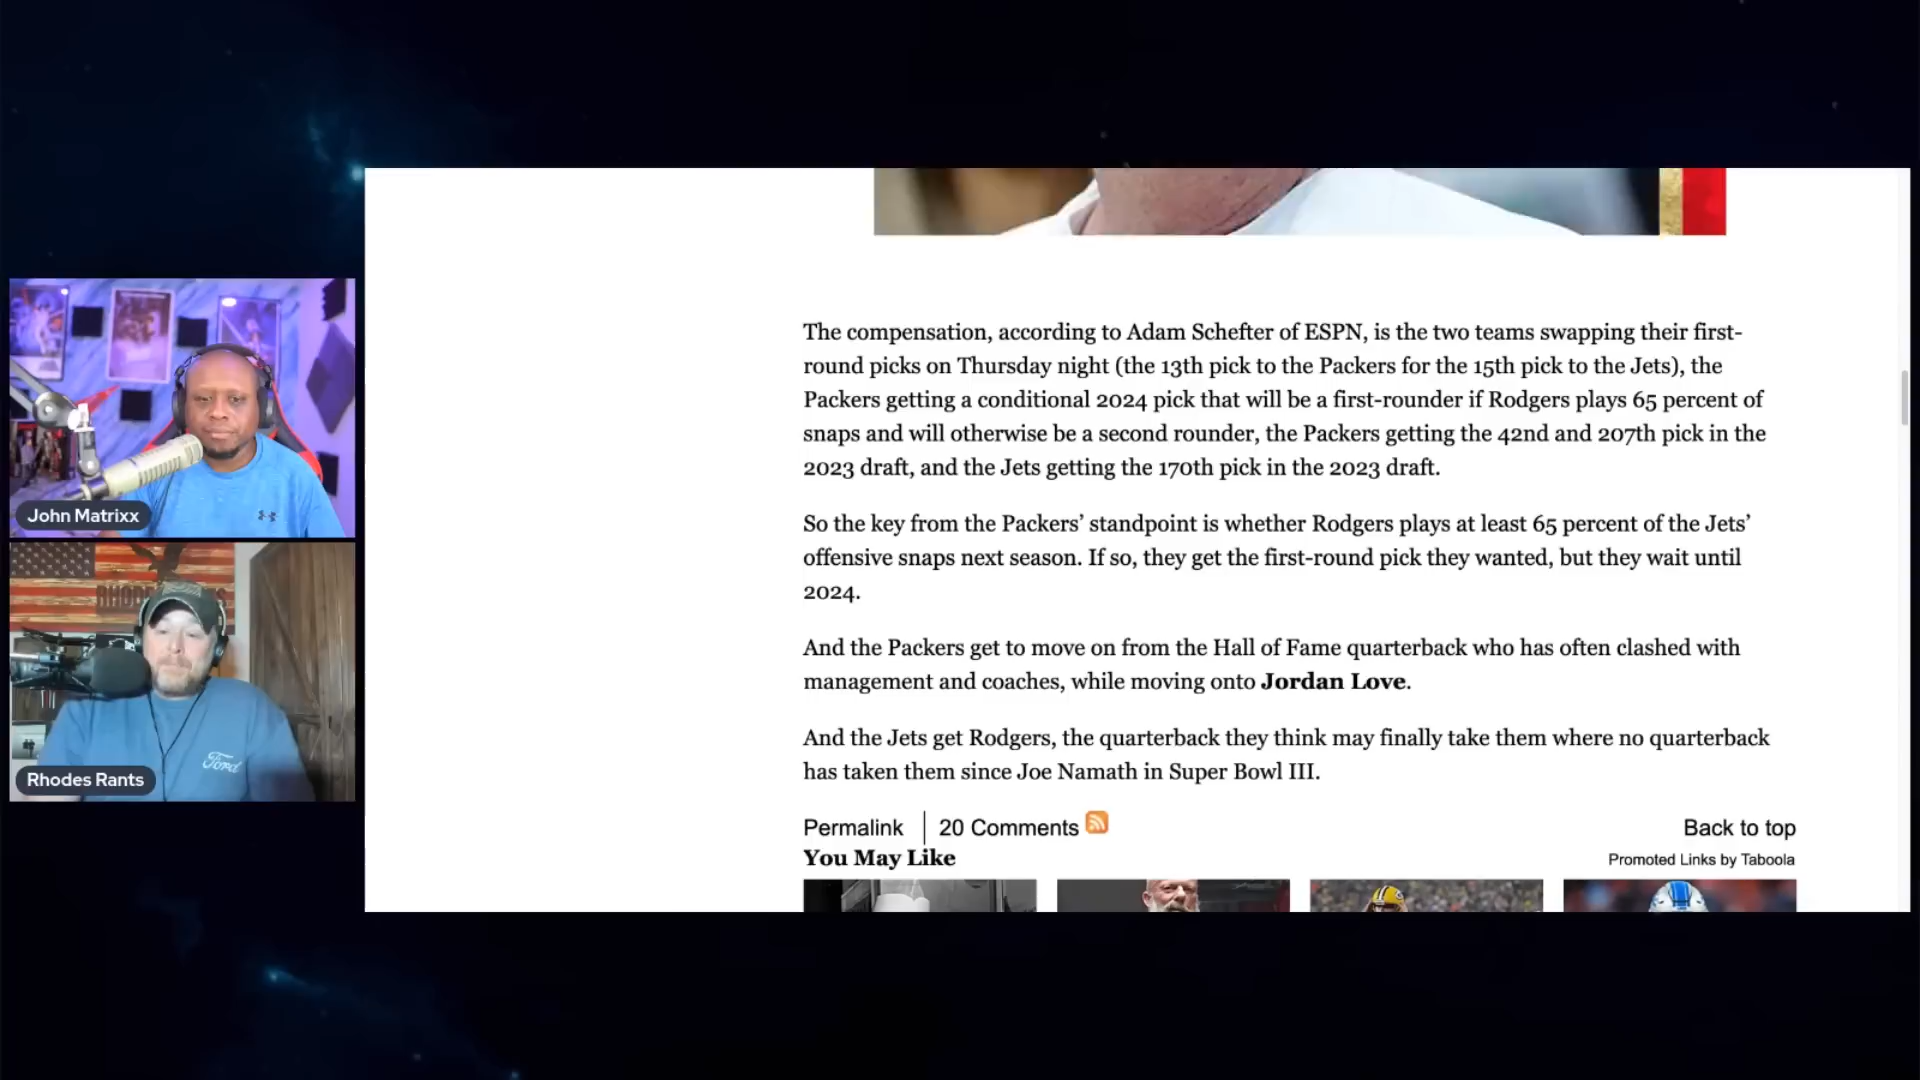 The compensation, according to Adam Schefter of ESPN, is the two teams swapping their first-
round picks on Thursday night (the 13th pick to the Packers for the 15th pick to the Jets), the
Packers getting a conditional 2024 pick that will be a first-rounder if Rodgers plays 65 percent of
snaps and will otherwise be a second rounder, the Packers getting the 42nd and 207th pick in the
2023 draft, and the Jets getting the 170th pick in the 2023 draft.
John Matrixx
So the key from the Packers’ standpoint is whether Rodgers plays at least 65 percent of the Jets’
offensive snaps next season. If so, they get the first-round pick they wanted, but they wait until
2024.
And the Packers get to move on from the Hall of Fame quarterback who has often clashed with
management and coaches, while moving onto Jordan Love.
And the Jets get Rodgers, the quarterback they think may finally take them where no quarterback
has taken them since Joe Namath in Super Bowl III.
Ford
Rhodes Rants
Permalink
20 Comments
Back to top
You May Like
Promoted Links by Taboola